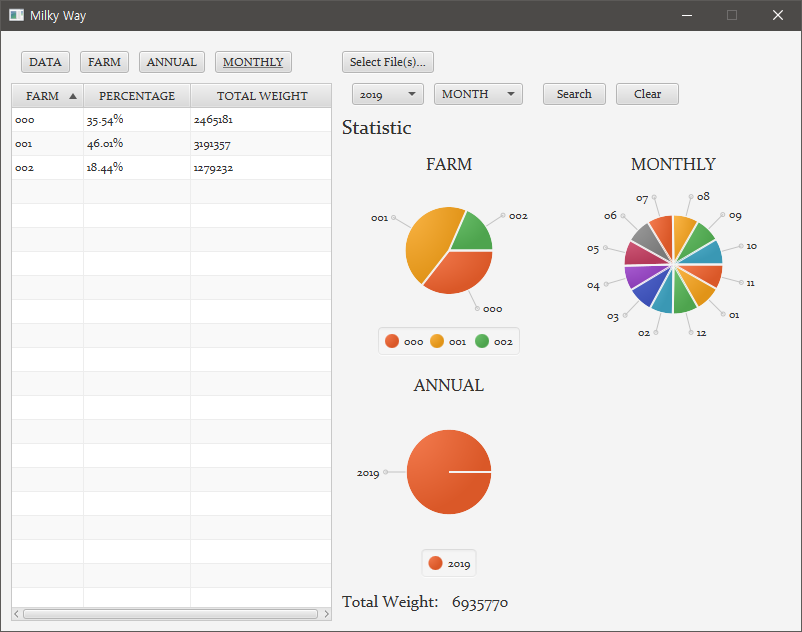 Milky Way
DATA FARM ANNUAL MONTHLY Select File(s)...
2019 MONTH Search Clear
FARM PERCENTAGE TOTAL WEIGHT
000 35.54% 2465181
001 46.01% 3191357
002 18.44% 1279232
Statistic
FARM
001
002
000
000 001 002
MONTHLY
07 08
06 09
05 10
04 11
03 01
02 12
ANNUAL
2019
2019
Total Weight: 6935770